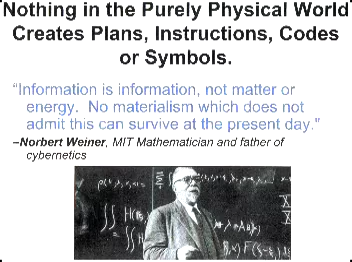 Nothing in the Purely Physical World
Creates Plans, Instructions, Codes
or Symbols.
“Information is information, not matter or
energy.  No materialism which does not
admit this can survive at the present day."
–Norbert Weiner, MIT Mathematician and father of
cybernetics